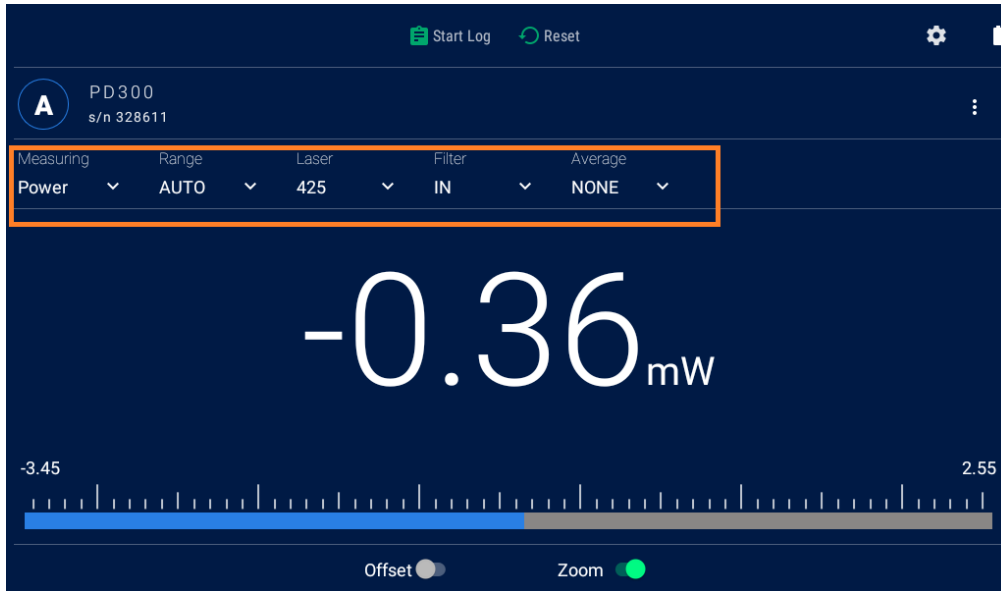 Start Log Reset
A
PD300
s/n 328611
Measuring Range Laser Filter Average
Power AUTO 425 IN NONE
-0.36 mW
-3.45 2.55
Offset Zoom